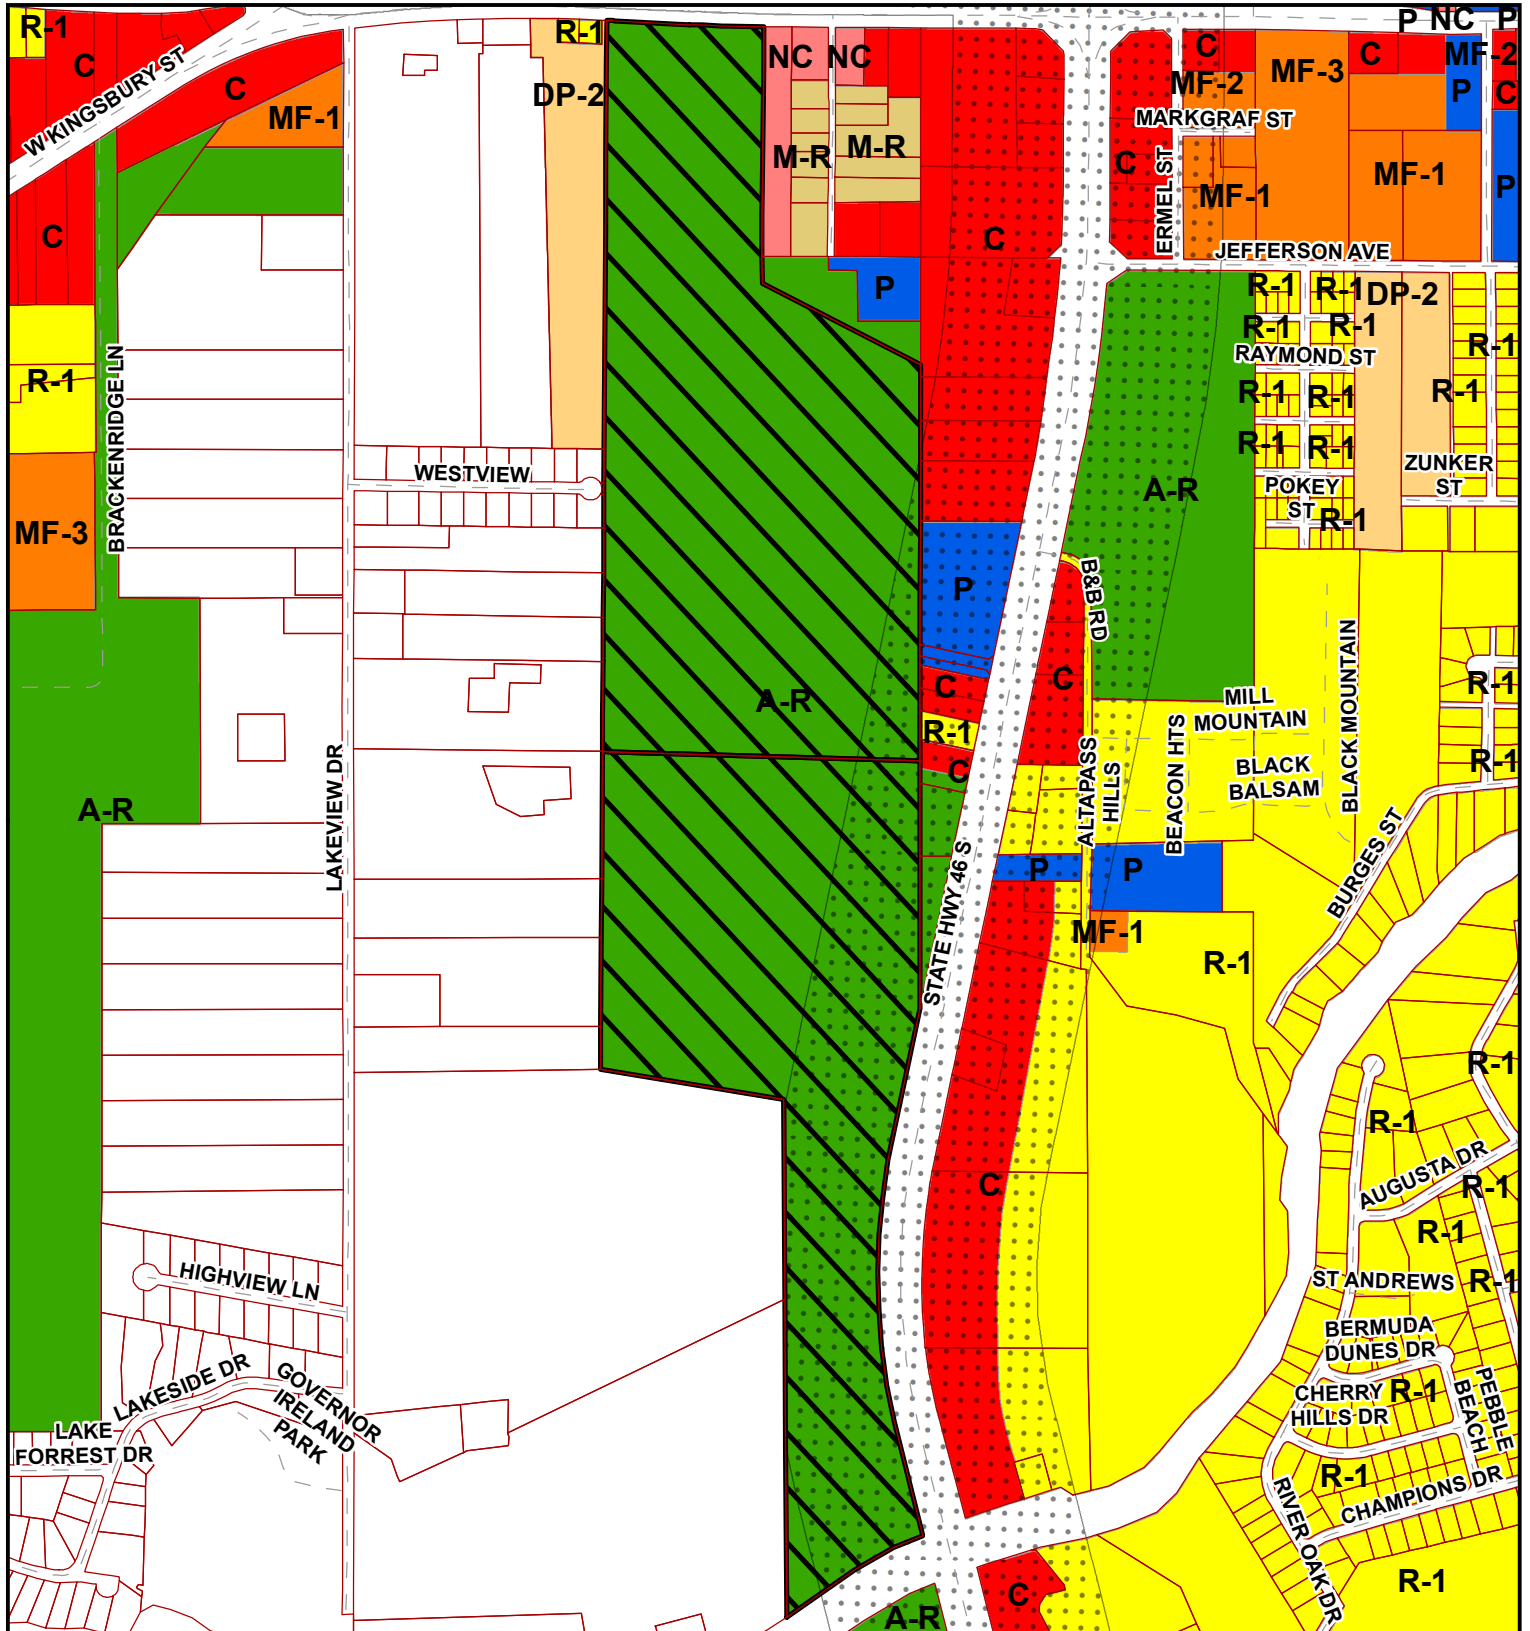 R-1
R-1
P
NC
P
C
W KINGSBURY ST
C
MF-1
DP-2
NC
NC
C
MF-2
MF-3
C
MF-2
P
C
MARKGRAF ST
M-R
M-R
C
ERMEL ST
MF-1
MF-1
P
C
C
JEFFERSON AVE
P
R-1
R-1
DP-2
R-1
R-1
RAYMOND ST
R-1
R-1
BRACKENRIDGE LN
R-1
R-1
R-1
R-1
R-1
WESTVIEW
ZUNKER
ST
A-R
POKEY
ST
R-1
MF-3
P
B&B RD
C
C
A-R
R-1
C
MILL
MOUNTAIN
BLACK MOUNTAIN
R-1
R-1
BLACK
BALSAM
ALTAPASS
HILLS
BEACON HTS
LAKEVIEW DR
A-R
P
P
BURGES ST
STATE HWY 46 S
MF-1
R-1
R-1
R-1
AUGUSTA DR
R-1
R-1
C
HIGHVIEW LN
ST ANDREWS
R-1
BERMUDA
DUNES DR
LAKESIDE DR
GOVERNOR
IRELAND
PARK
CHERRY
HILLS DR
R-1
PEBBLE
BEACH
LAKE
FORREST DR
R-1
CHAMPIONS DR
RIVER OAK DR
R-1
A-R
C